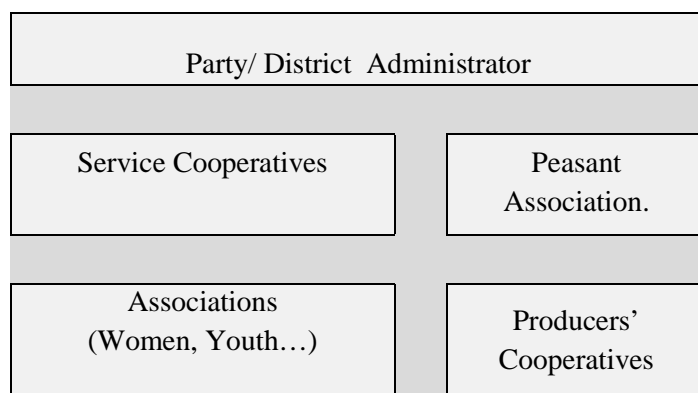 Party/ District Administrator
Service Cooperatives
Peasant
Association.
Associations
(Women, Youth…)
Producers’
Cooperatives